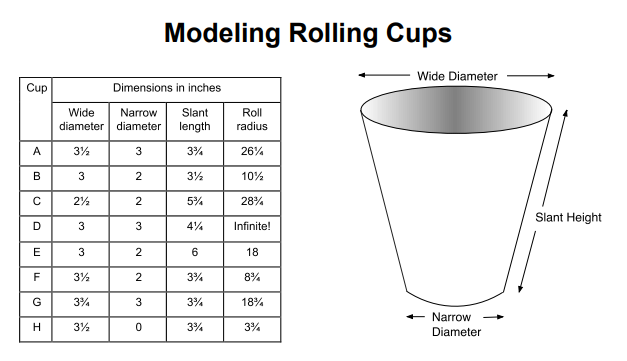 Modeling Rolling Cups
Cup Dimensions in inches
Wide diameter Narrow diameter Slant length Roll radius
A 3½ 3 3¾ 26¼
B 3 2 3½ 10½
C 2½ 2 5¾ 28¾
D 3 3 4¼ Infinite!
E 3 2 6 18
F 3½ 2 3¾ 8¾
G 3¾ 3 3¾ 18¾
H 3½ 0 3¾ 3¾
Wide Diameter
Slant Height
Narrow
Diameter